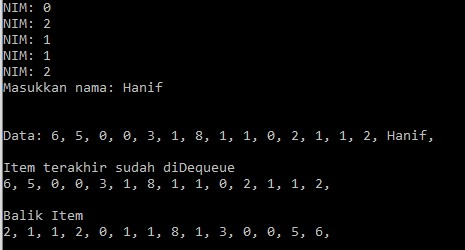 NIM: 0
NIM: 2
NIM: 1
NIM: 1
NIM: 2
Masukkan nama: Hanif
Data: 6, 5, 0, 0, 3, 1, 8, 1, 1, 0, 2, 1, 1, 2, Hanif,
Item terakhir sudah diDequeue
6, 5, 0, 0, 3, 1, 8, 1, 1, 0, 2, 1, 1, 2,
Balik Item
2, 1, 1, 2, 0, 1, 1, 8, 1, 3, 0, 0, 5, 6,